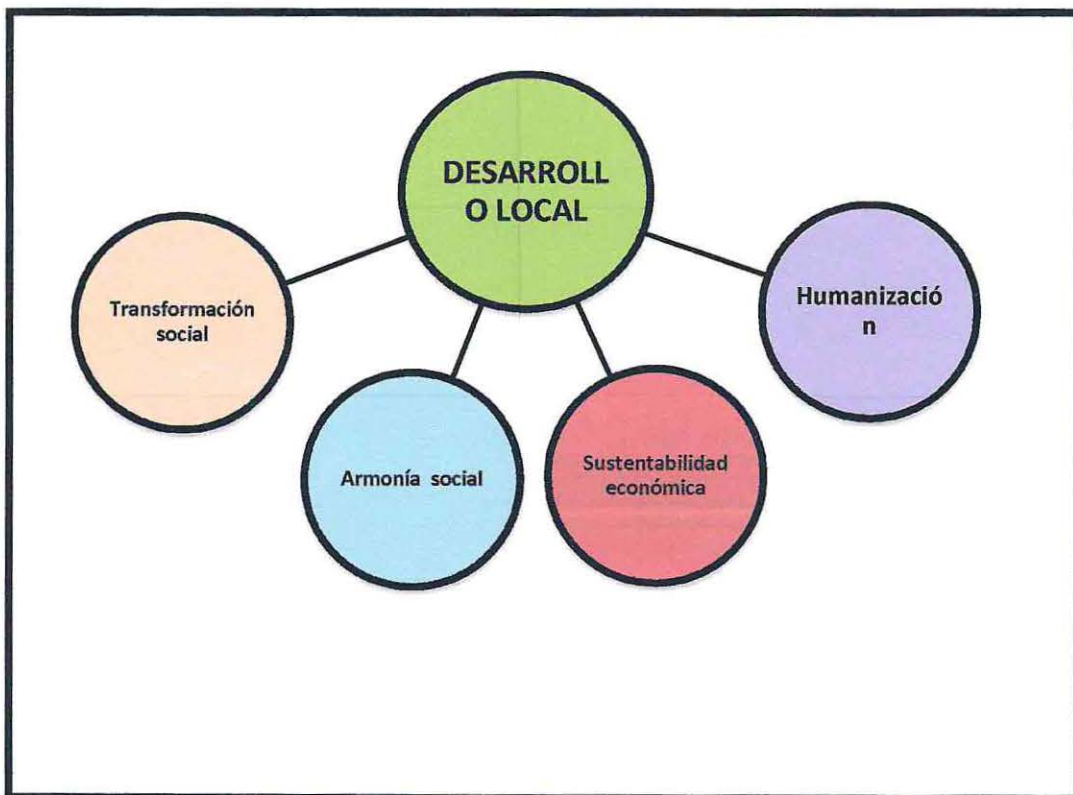 DESARROLL
O LOCAL
Transformación
social
Armonía social
Sustentabilidad
económica
Humanizació
n